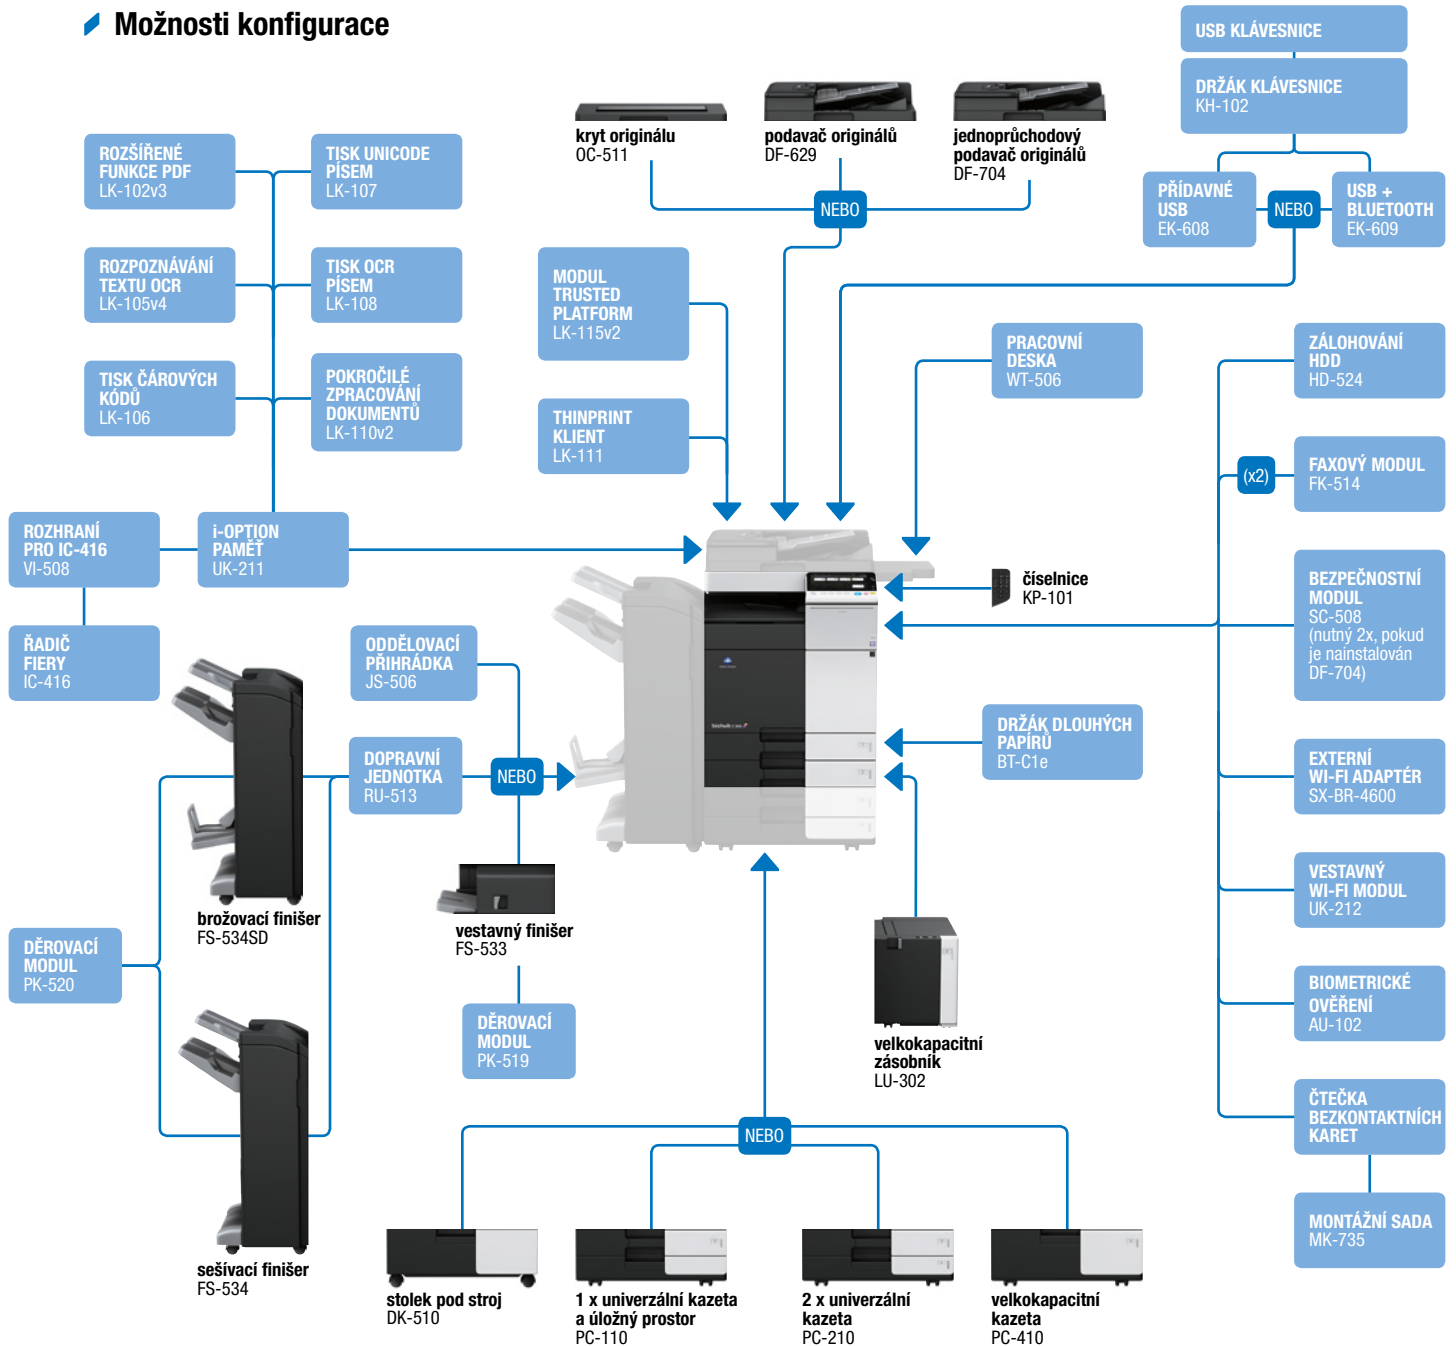 Možnosti konfigurace
USB KLÁVESNICE
DRŽÁK KLÁVESNICE
KH-102
kryt originálu
OC-511
podavač originálů
DF-629
jednoprůchodový
podavač originálů
DF-704
NEBO
PŘÍDAVNÉ
USB
EK-608
NEBO
USB +
BLUETOOTH
EK-609
ROZŠÍŘENÉ
FUNKCE PDF
LK-102v3
TISK UNICODE
PÍSEM
LK-107
ROZPOZNÁVÁNÍ
TEXTU OCR
LK-105v4
TISK OCR
PÍSEM
LK-108
TISK ČÁROVÝCH
KÓDŮ
LK-106
POKROČILÉ
ZPRACOVÁNÍ
DOKUMENTŮ
LK-110v2
MODUL
TRUSTED
PLATFORM
LK-115v2
THINPRINT
KLIENT
LK-111
PRACOVNÍ
DESKA
WT-506
ZÁLOHOVÁNÍ
HDD
HD-524
(x2)
FAXOVÝ MODUL
FK-514
ROZHRANÍ
PRO IC-416
VI-508
i-OPTION
PAMĚŤ
UK-211
ŘADIČ
FIERY
IC-416
číselnice
KP-101
BEZPEČNOSTNÍ
MODUL
SC-508
(nutný 2x, pokud
je nainstalován
DF-704)
ODDĚLOVACÍ
PŘIHRÁDKA
JS-506
DOPRAVNÍ
JEDNOTKA
RU-513
NEBO
DRŽÁK DLOUHÝCH
PAPÍRŮ
BT-C1e
EXTERNÍ
WI-FI ADAPTÉR
SX-BR-4600
VESTAVNÝ
WI-FI MODUL
UK-212
brožovací finišer
FS-534SD
vestavný finišer
FS-533
DĚROVACÍ
MODUL
PK-520
DĚROVACÍ
MODUL
PK-519
velkokapacitní
zásobník
LU-302
BIOMETRICKÉ
OVĚŘENÍ
AU-102
ČTEČKA
BEZKONTAKTNÍCH
KARET
NEBO
MONTÁŽNÍ SADA
MK-735
sešívací finišer
FS-534
stolek pod stroj
DK-510
1 x univerzální kazeta
a úložný prostor
PC-110
2 x univerzální
kazeta
PC-210
velkokapacitní
kazeta
PC-410